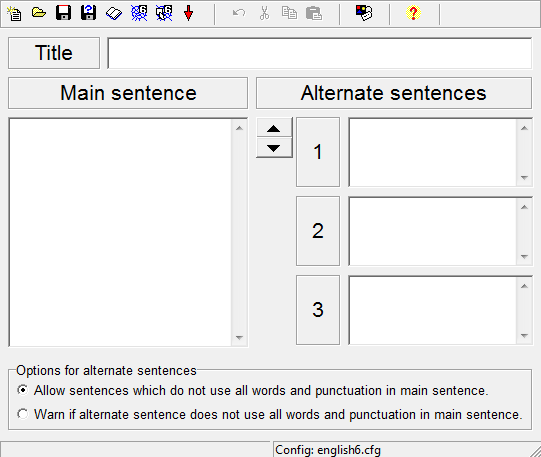 Title
Main sentence
Alternate sentences
1
2
3
Options for alternate sentences
Allow sentences which do not use all words and punctuation in main sentence.
Warn if alternate sentence does not use all words and punctuation in main sentence.
Config: english6.cfg